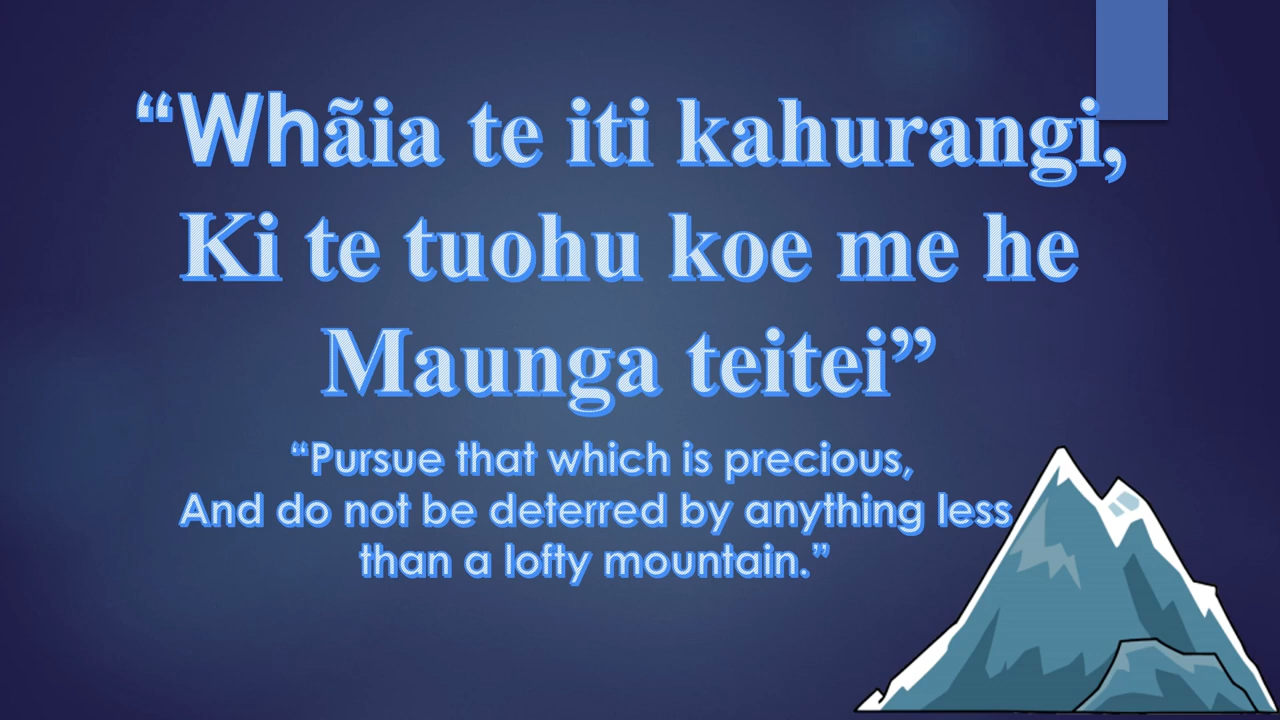 “Whãia te iti kahurangi,
Ki te tuohu koe me he
Maunga teitei”
“Pursue that which is precious,
And do not be deterred by anything less
than a lofty mountain.”